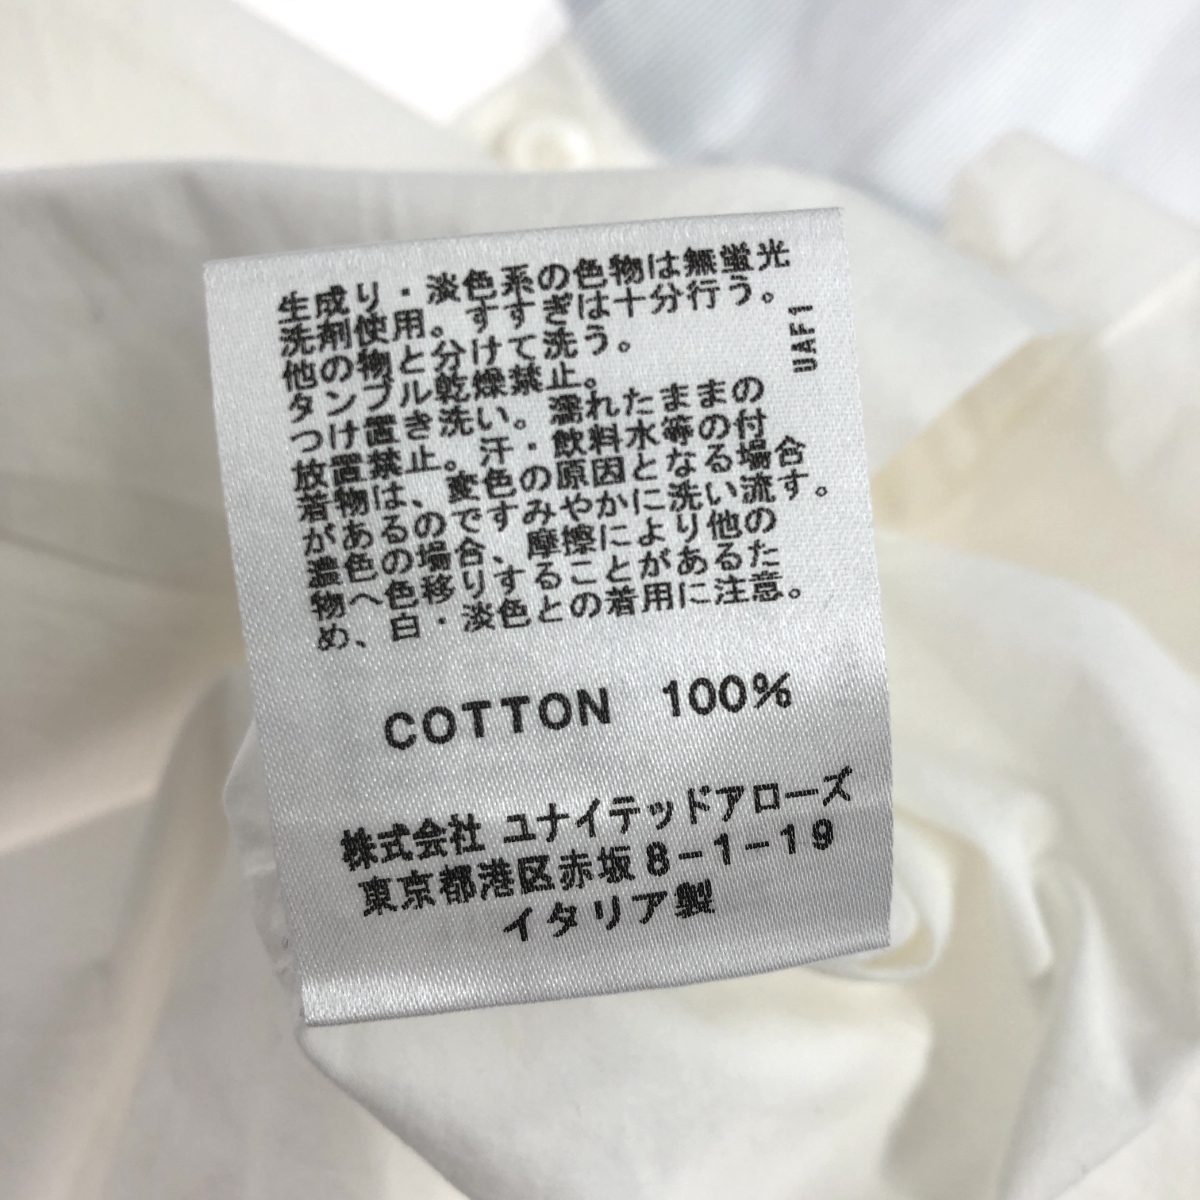 生成り・淡色系の色物は無蛍光
洗剤使用。すすぎは十分行う。
他の物と分けて洗う。
タンブル乾燥禁止。
つけ置き洗い。濡れたままの
放置禁止。汗・飲料水等の付
着物は、変色の原因となる場合
があるのですみやかに洗い流す。
濃色の場合、摩擦により他の
物へ色移りすることがあるた
め、白・淡色との着用に注意。
UAF1
COTTON 100%
株式会社 ユナイテッドアローズ
東京都港区赤坂8-1-19
イタリア製